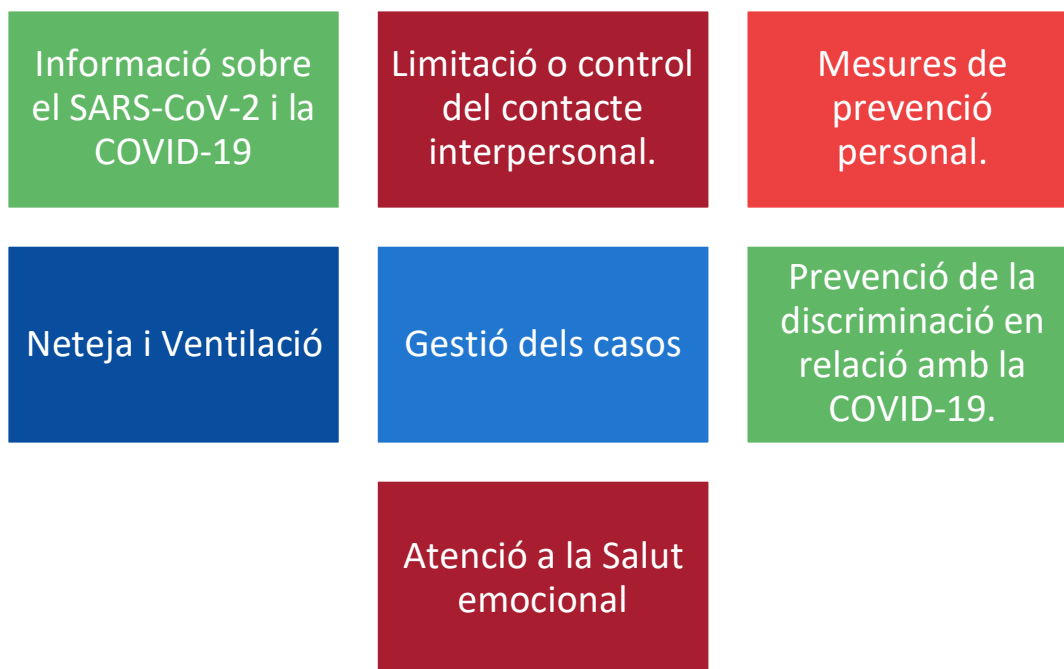 Informació sobre
el SARS-CoV-2 i la
COVID-19
Limitació o control
del contacte
interpersonal.
Mesures de
prevenció
personal.
Neteja i Ventilació
Gestió dels casos
Prevenció de la
discriminació en
relació amb la
COVID-19.
Atenció a la Salut
emocional